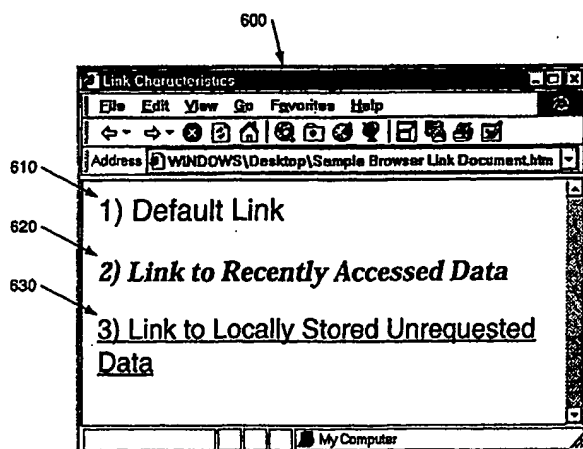 600
Link Characteristics
File Edit View Go Favorites Help
Address WINDOWS\Desktop\Sample Browser Link Document.htm
610
1) Default Link
620
2) Link to Recently Accessed Data
630
3) Link to Locally Stored Unrequested
Data
My Computer